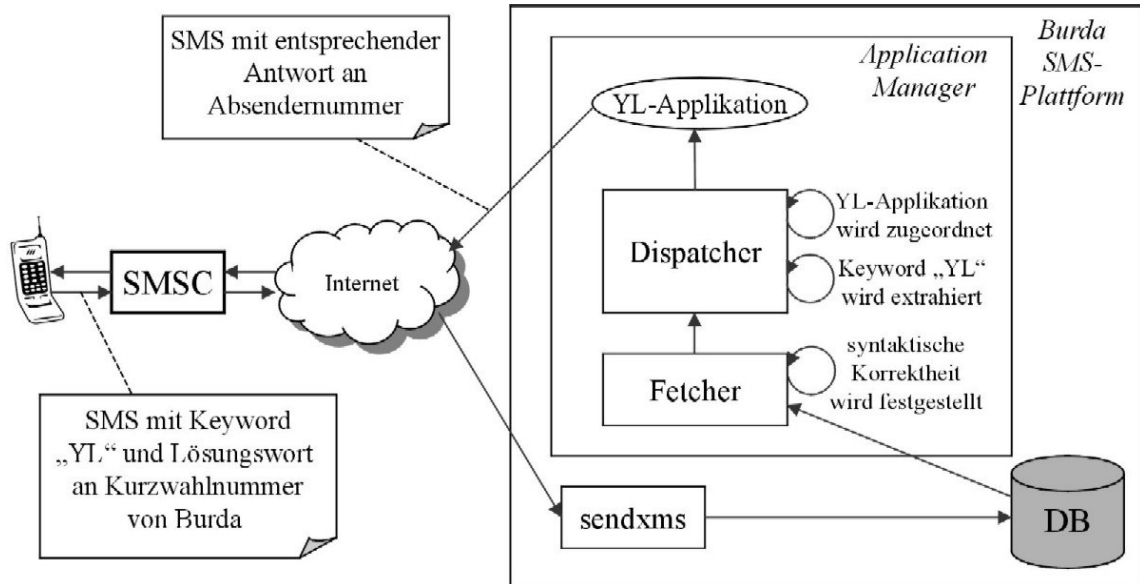 SMS mit entsprechender
Antwort an
Absendernummer
Burda
SMS-
Plattform
Application
Manager
YL-Applikation
Dispatcher
YL-Applikation
wird zugeordnet
Keyword „YL“
wird extrahiert
SMSC
Internet
Fetcher
syntaktische
Korrektheit
wird festgestellt
SMS mit Keyword
„YL“ und Lösungswort
an Kurzwahlnummer
von Burda
sendxms
DB